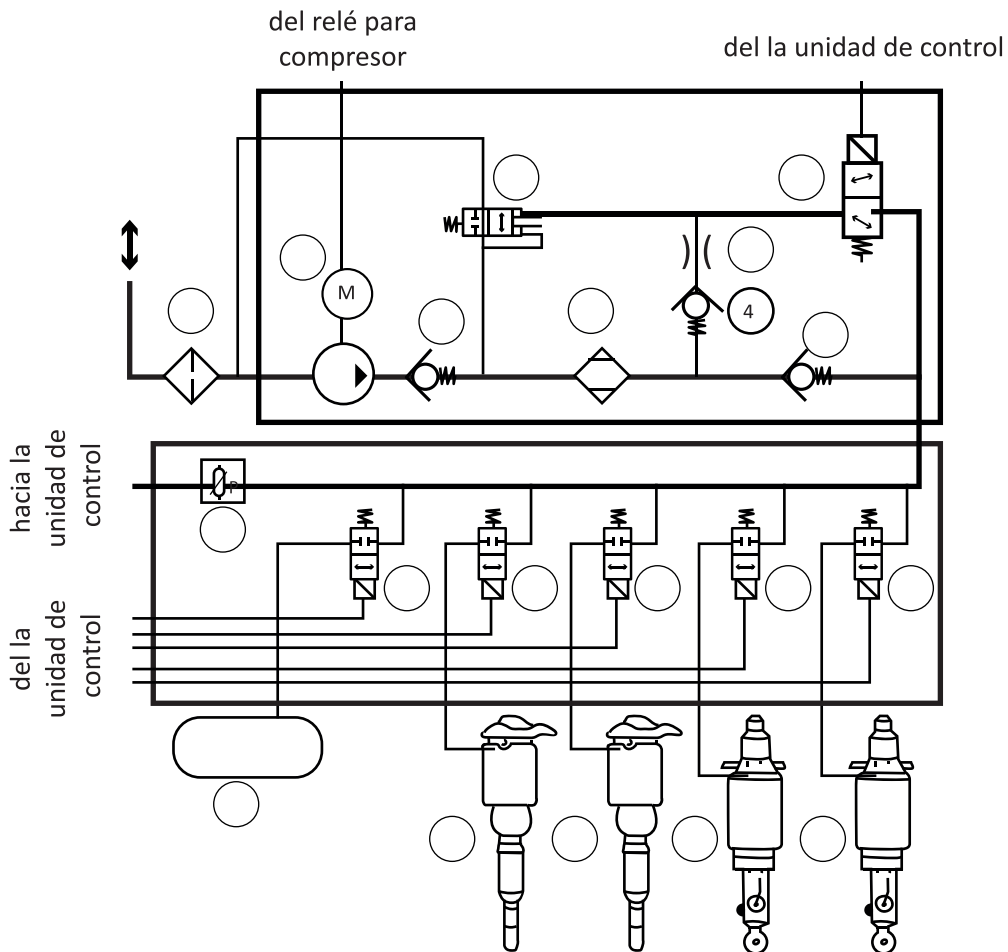 del relé para
compresor
del la unidad de control
M
4
hacia la
unidad de
control
P
del la
unidad de
control